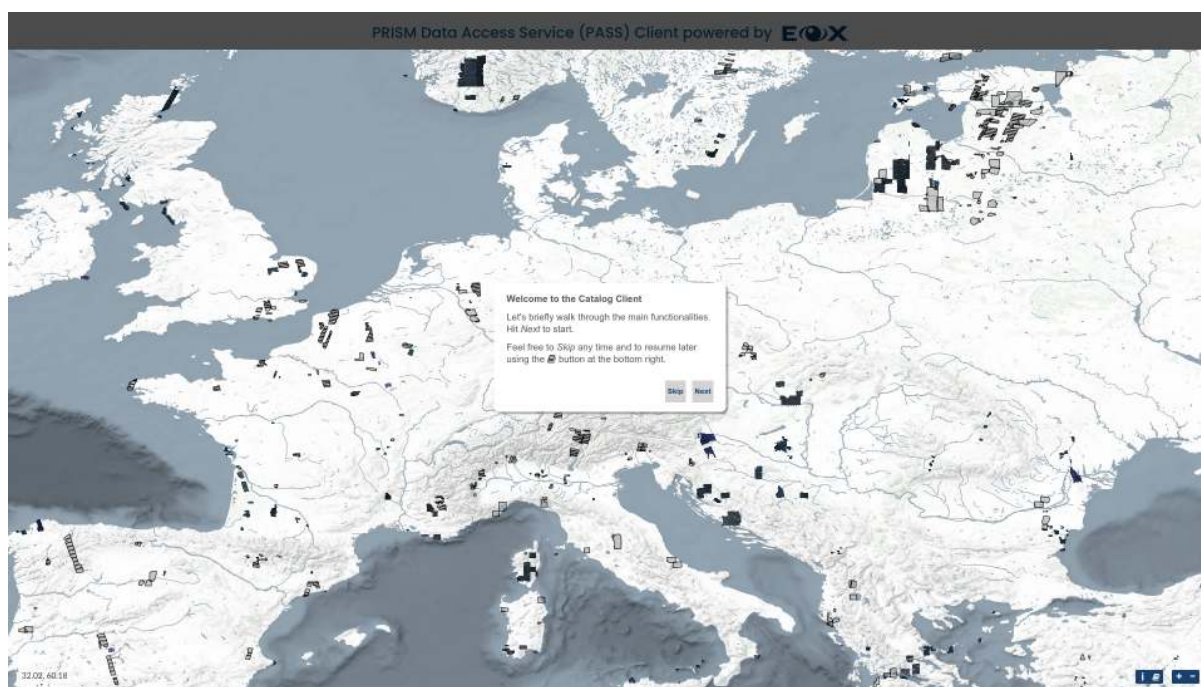 PRISM Data Access Service (PASS) Client powered by EOX
Welcome to the Catalog Client
Let's briefly walk through the main functionalities.
Hit Next to start.
Feel free to Skip any time and to resume later
using the button at the bottom right.
Skip Next
32.02, 60.18
i + -